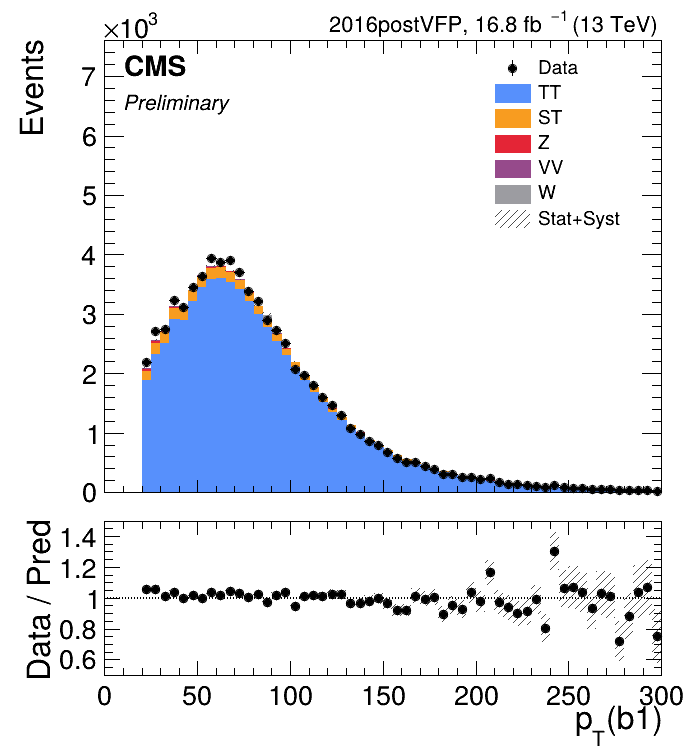 ×10³ 2016postVFP, 16.8 fb ⁻¹ (13 TeV)
CMS
Preliminary
Events
7
6
5
4
3
2
1
0
Data
TT
ST
Z
VV
W
Stat+Syst
Data / Pred
1.4
1.2
1
0.8
0.6
0 50 100 150 200 250 300
p_T(b1)